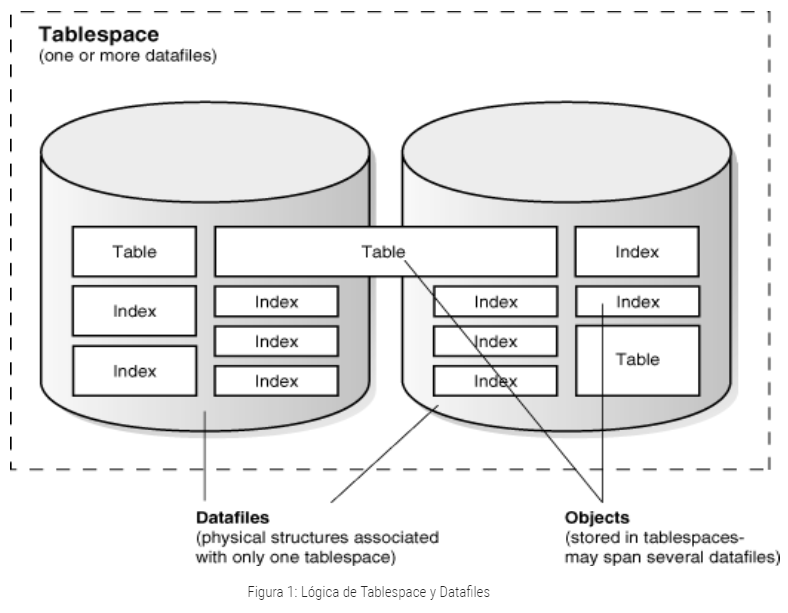 Tablespace
(one or more datafiles)
Table
Table
Index
Index
Index
Index
Index
Index
Index
Index
Index
Table
Index
Index
Index
Datafiles
(physical structures associated
with only one tablespace)
Objects
(stored in tablespaces-
may span several datafiles)
Figura 1: Lógica de Tablespace y Datafiles